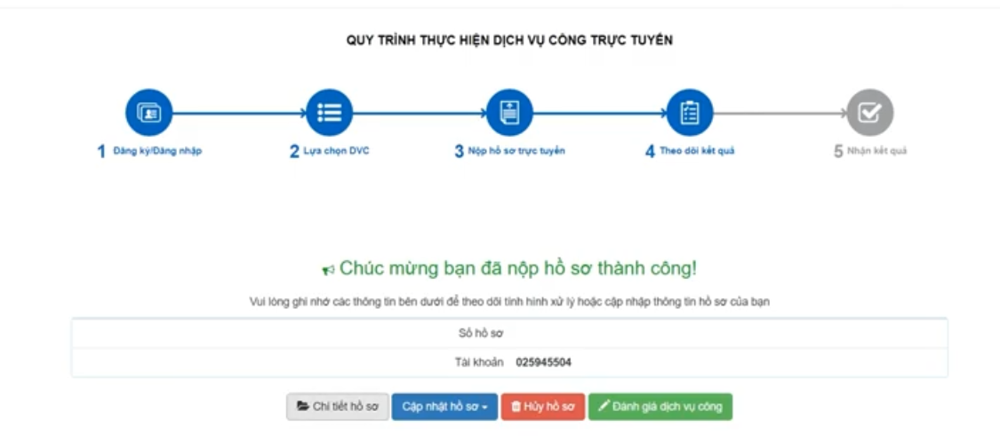 QUY TRÌNH THỰC HIỆN DỊCH VỤ CÔNG TRỰC TUYẾN
1 Đăng ký/Đăng nhập
2 Lựa chọn DVC
3 Nộp hồ sơ trực tuyến
4 Theo dõi kết quả
5 Nhận kết quả
Chúc mừng bạn đã nộp hồ sơ thành công!
Vui lòng ghi nhớ các thông tin bên dưới để theo dõi tình hình xử lý hoặc cập nhập thông tin hồ sơ của bạn
Số hồ sơ
Tài khoản 025945504
Chi tiết hồ sơ Cập nhật hồ sơ Hủy hồ sơ Đánh giá dịch vụ công